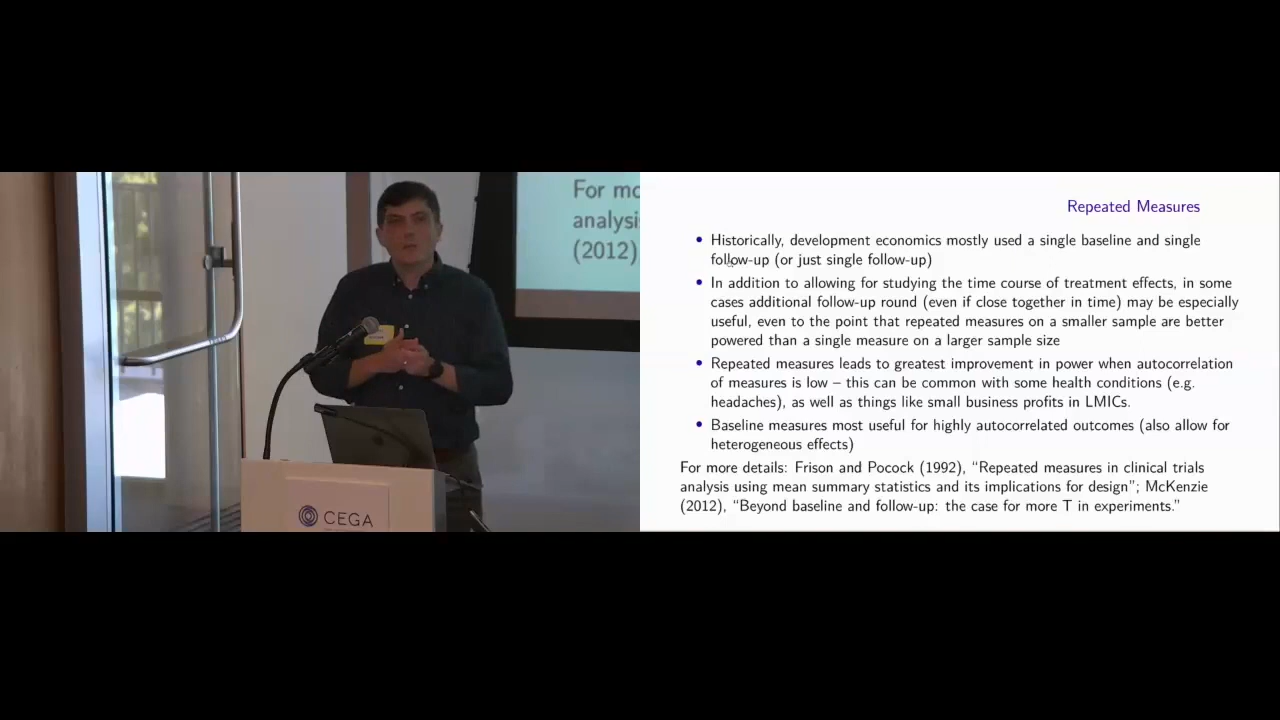 For mo
analysis
(2012)
CEGA
Repeated Measures
• Historically, development economics mostly used a single baseline and single
follow-up (or just single follow-up)
• In addition to allowing for studying the time course of treatment effects, in some
cases additional follow-up round (even if close together in time) may be especially
useful, even to the point that repeated measures on a smaller sample are better
powered than a single measure on a larger sample size
• Repeated measures leads to greatest improvement in power when autocorrelation
of measures is low – this can be common with some health conditions (e.g.
headaches), as well as things like small business profits in LMICs.
• Baseline measures most useful for highly autocorrelated outcomes (also allow for
heterogeneous effects)
For more details: Frison and Pocock (1992), “Repeated measures in clinical trials
analysis using mean summary statistics and its implications for design”; McKenzie
(2012), “Beyond baseline and follow-up: the case for more T in experiments.”